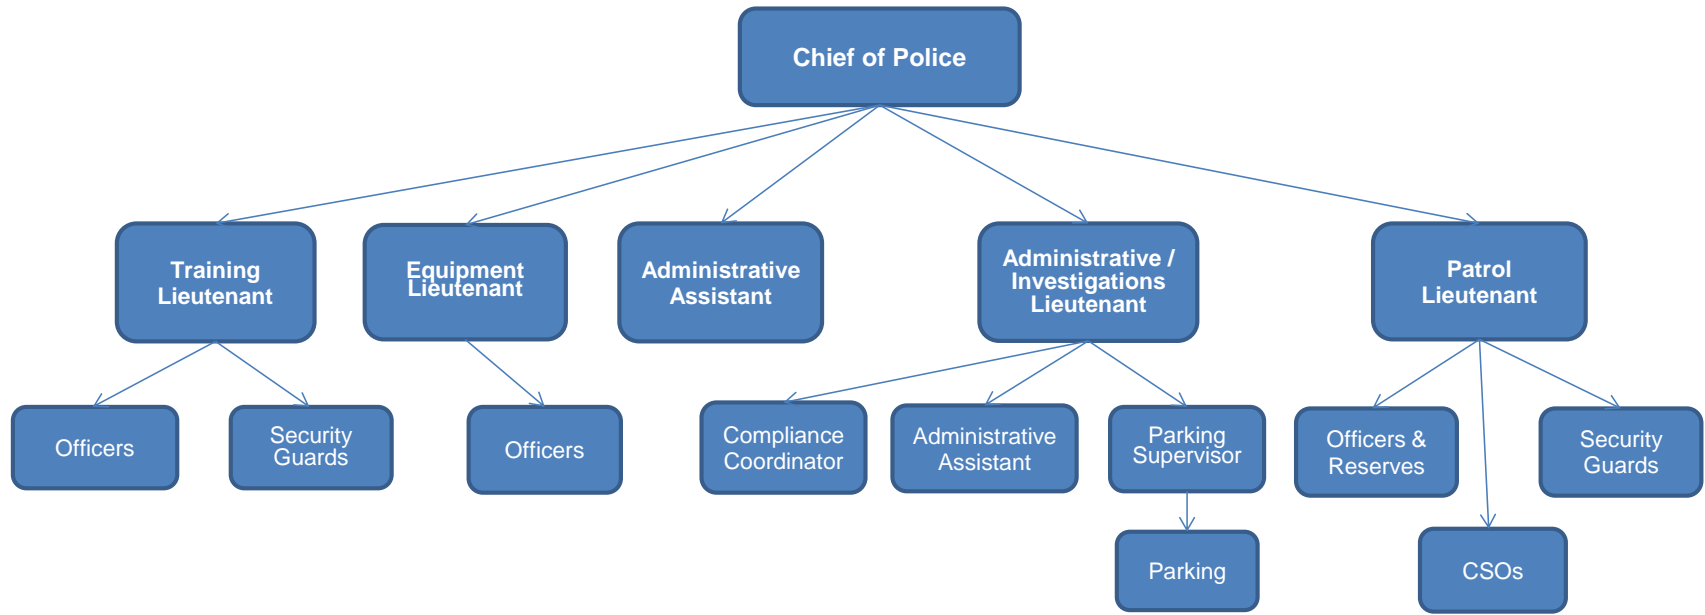 Chief of Police
Training
Lieutenant
Equipment
Lieutenant
Administrative
Assistant
Administrative /
Investigations
Lieutenant
Patrol
Lieutenant
Officers
Security
Guards
Officers
Compliance
Coordinator
Administrative
Assistant
Parking
Supervisor
Officers &
Reserves
Security
Guards
Parking
CSOs